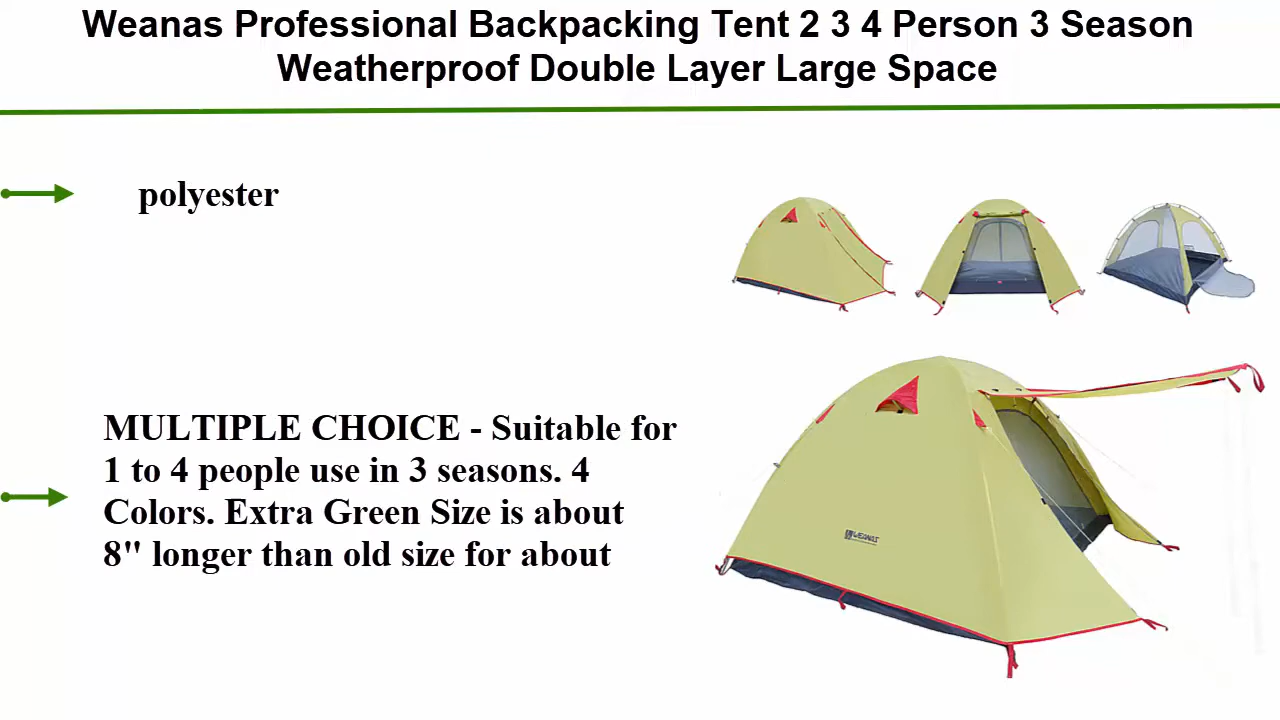 Weanas Professional Backpacking Tent 2 3 4 Person 3 Season
Weatherproof Double Layer Large Space
polyester
MULTIPLE CHOICE - Suitable for
1 to 4 people use in 3 seasons. 4
Colors. Extra Green Size is about
8" longer than old size for about
WEANAS